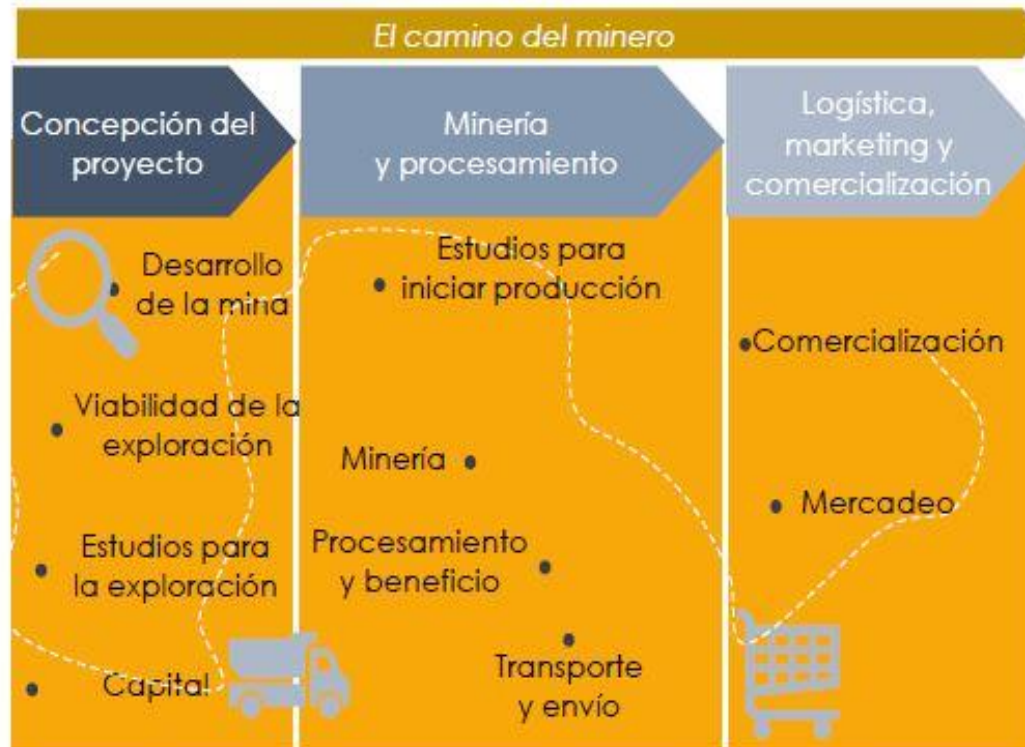 El camino del minero
Concepción del
proyecto
Desarrollo
de la mina
Viabilidad de la
exploración
Estudios para
la exploración
Capital
Minería
y procesamiento
Estudios para
iniciar producción
Minería
Procesamiento
y beneficio
Transporte
y envío
Logística,
marketing y
comercialización
Comercialización
Mercadeo